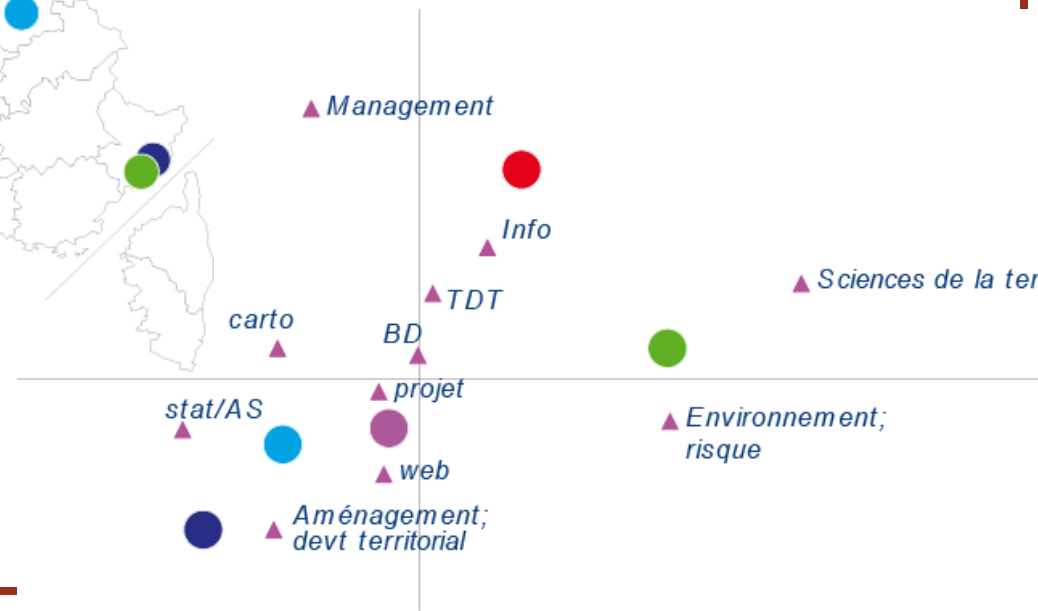 Management
Info
Sciences de la ter
TDT
carto
BD
projet
stat/AS
Environnement;
risque
web
Aménagement;
devt territorial